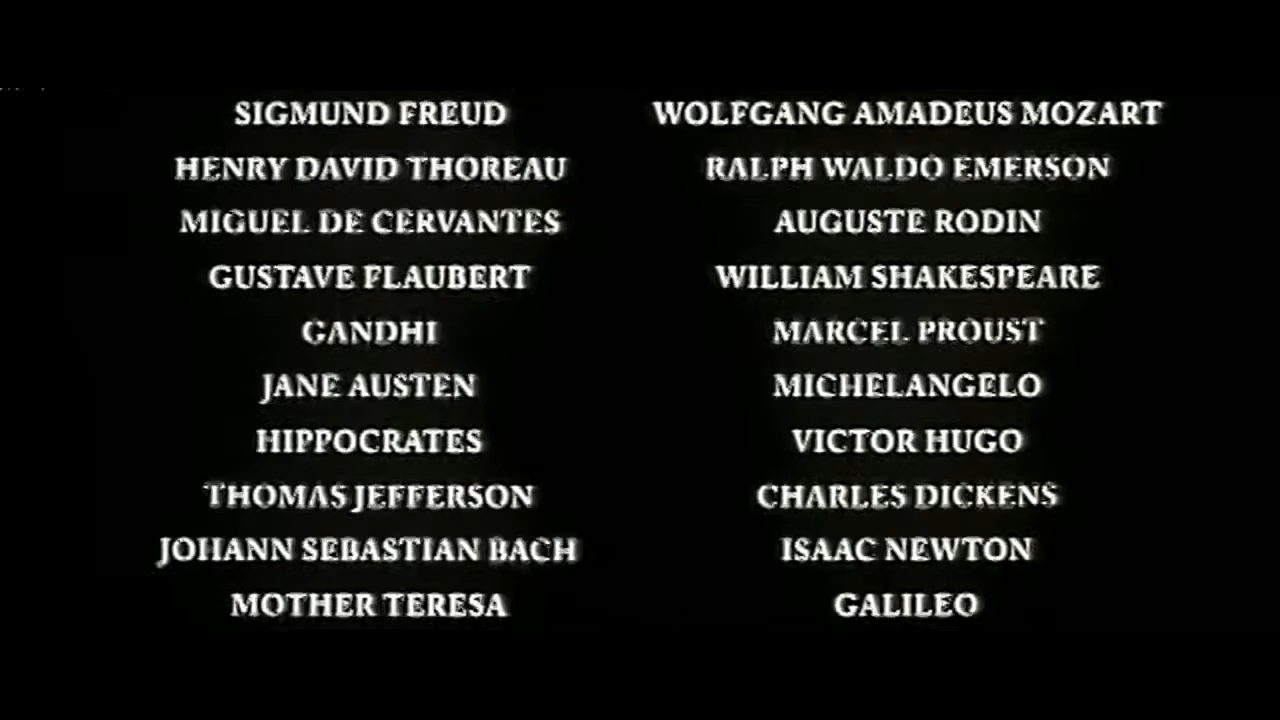 SIGMUND FREUD
WOLFGANG AMADEUS MOZART
HENRY DAVID THOREAU
RALPH WALDO EMERSON
MIGUEL DE CERVANTES
AUGUSTE RODIN
GUSTAVE FLAUBERT
WILLIAM SHAKESPEARE
GANDHI
MARCEL PROUST
JANE AUSTEN
MICHELANGELO
HIPPOCRATES
VICTOR HUGO
THOMAS JEFFERSON
CHARLES DICKENS
JOHANN SEBASTIAN BACH
ISAAC NEWTON
MOTHER TERESA
GALILEO